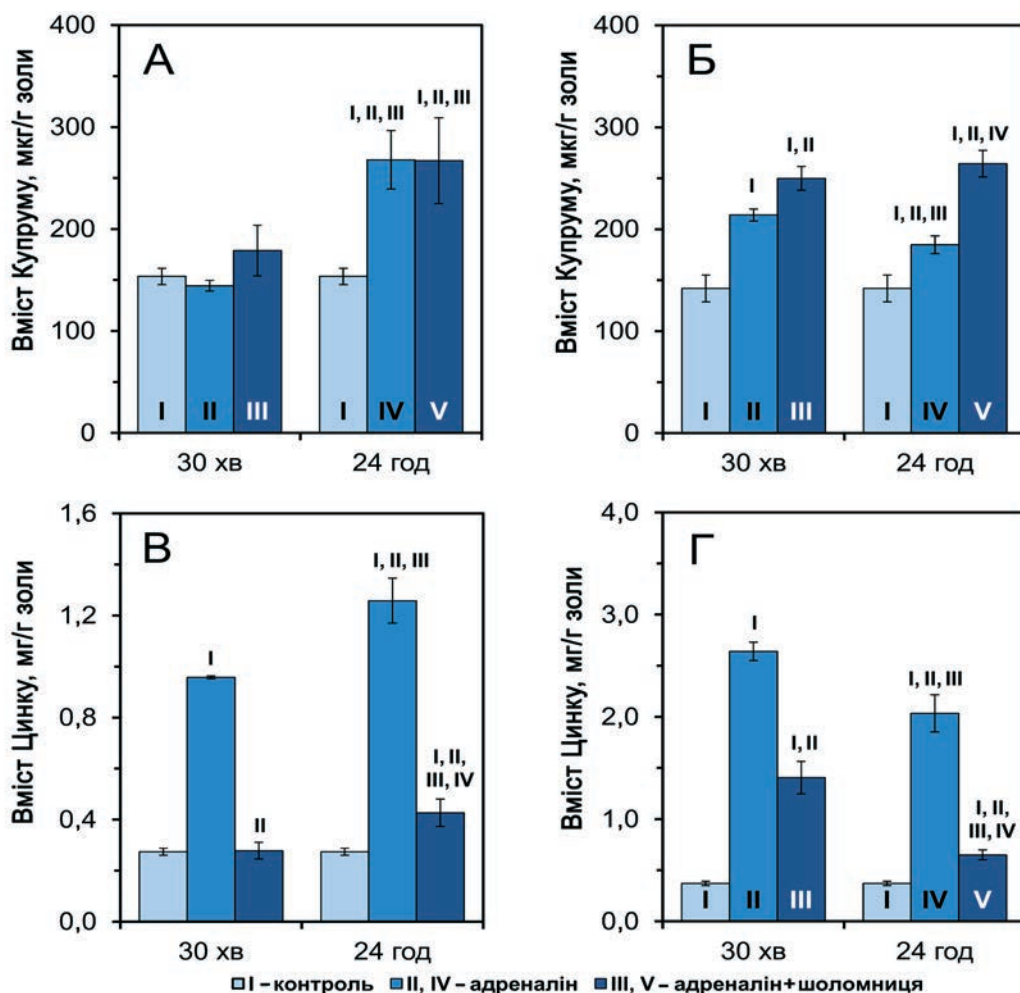 А
Вміст Купруму, мкг/г золи
400
300
200
100
0
I, II, III
I, II, III
I
II
III
I
IV
V
30 хв
24 год
Б
Вміст Купруму, мкг/г золи
400
300
200
100
0
I
I, II
I, II, III
I, II, IV
I
II
III
I
IV
V
30 хв
24 год
В
Вміст Цинку, мг/г золи
1,6
1,2
0,8
0,4
0,0
I
II
I, II, III
I, II,
III, IV
30 хв
24 год
Г
Вміст Цинку, мг/г золи
4,0
3,0
2,0
1,0
0,0
I
I, II
I, II, III
I, II,
III, IV
I
II
III
I
IV
V
30 хв
24 год
I – контроль II, IV – адреналін III, V – адреналін+шоломниця